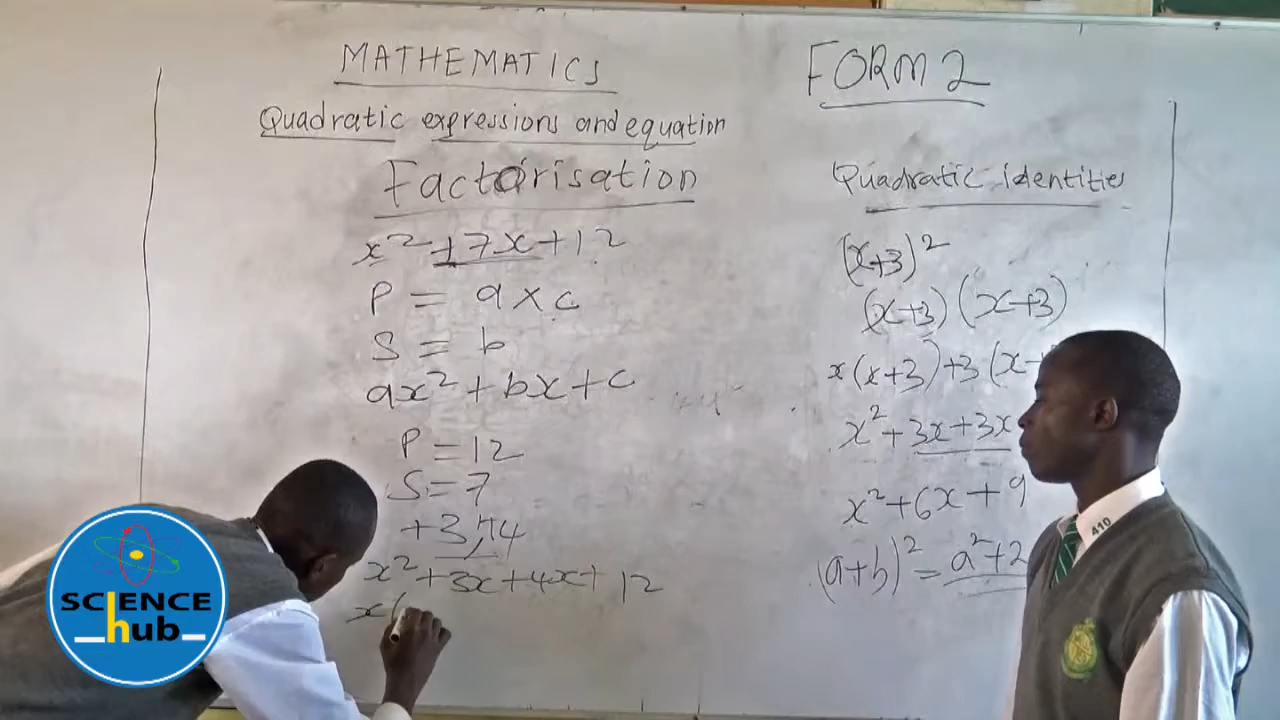 MATHEMATICS
Quadratic expressions and equation
Factorisation
x² + 7x + 12
P = a x c
S = b
ax² + bx + c
P = 12
S = 7
+3, +4
x² + 3x + 4x + 12
x(
FORM 2
Quadratic identities
(x+3)²
(x+3) (x+3)
x(x+3) + 3(x
x² + 3x + 3x
x² + 6x + 9
(a+b)² = a² + 2
410
SCIENCE
hub